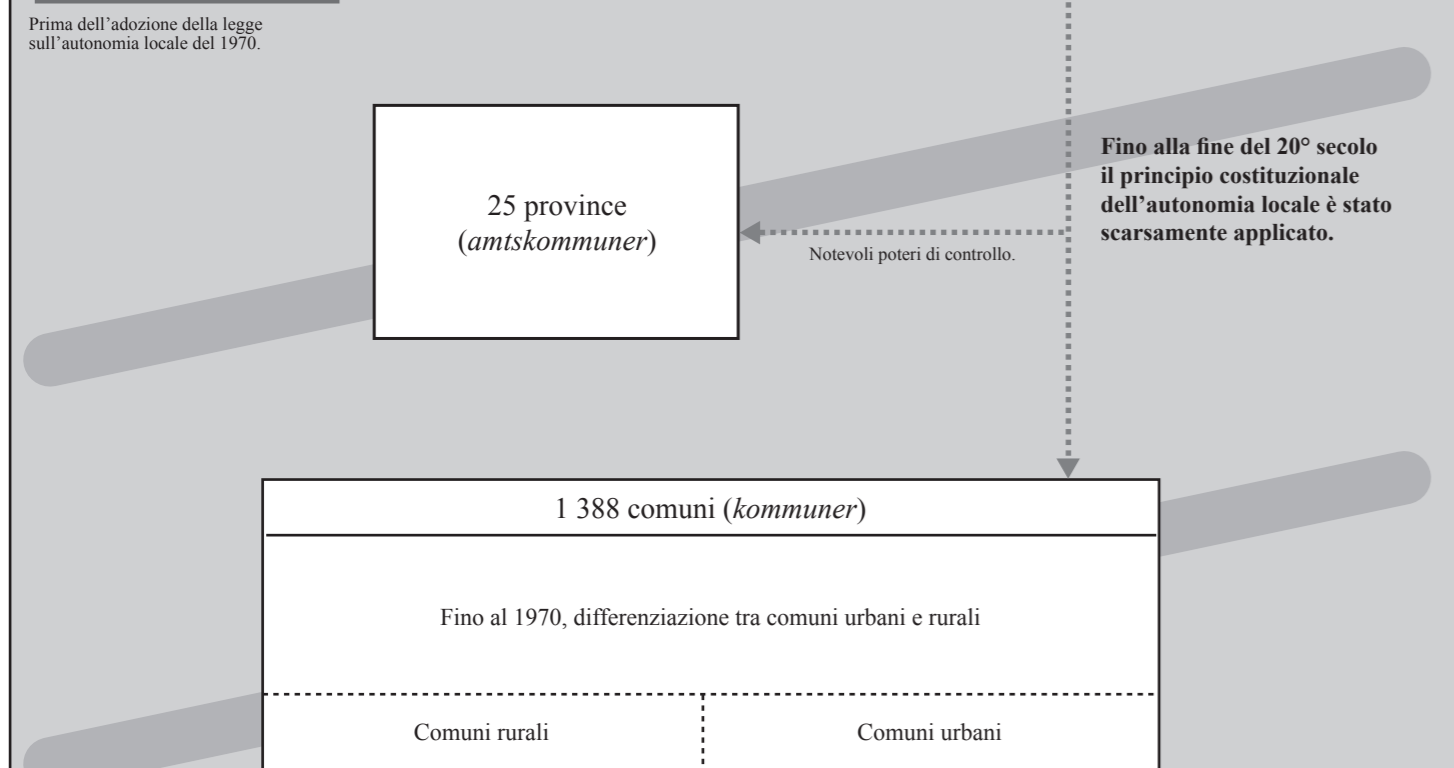 Prima dell’adozione della legge
sull’autonomia locale del 1970.
Fino alla fine del 20° secolo
il principio costituzionale
dell’autonomia locale è stato
scarsamente applicato.
25 province
(amtskommuner)
Notevoli poteri di controllo.
1 388 comuni (kommuner)
Fino al 1970, differenziazione tra comuni urbani e rurali
Comuni rurali
Comuni urbani